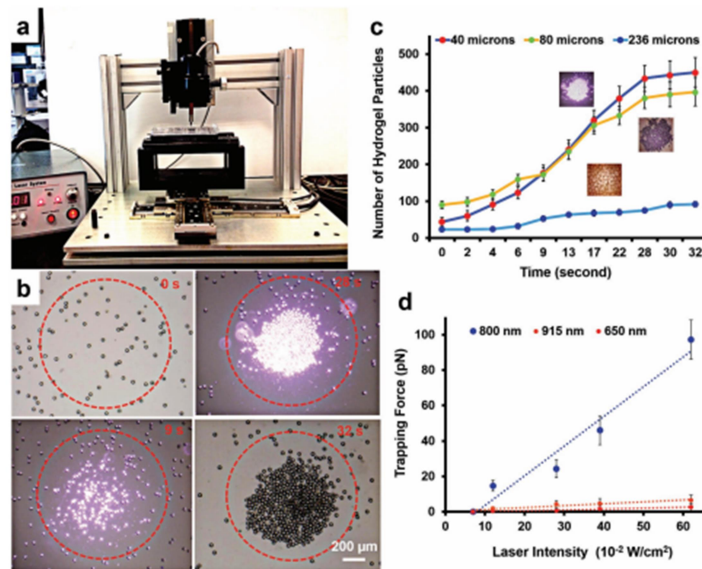 a
Laser System
01
b
0 s
32 s
200 µm
c
40 microns 80 microns 236 microns
Number of Hydrogel Particles
500
400
300
200
100
0
0 2 4 6 9 13 17 22 28 30 32
Time (second)
d
800 nm 915 nm 650 nm
Trapping Force (pN)
100
80
60
40
20
0
0 10 20 30 40 50 60
Laser Intensity (10⁻² W/cm²)